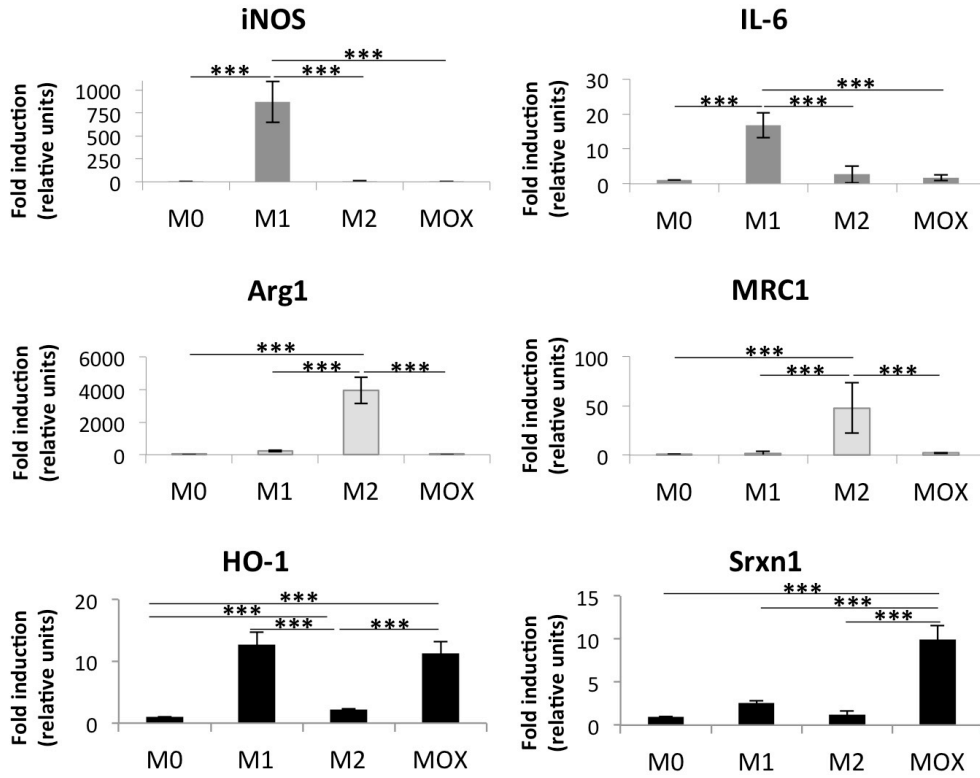 iNOS
Fold induction
(relative units)
1000
750
500
250
0
***
*** ***
M0 M1 M2 MOX
IL-6
Fold induction
(relative units)
30
20
10
0
***
*** ***
M0 M1 M2 MOX
Arg1
Fold induction
(relative units)
6000
4000
2000
0
***
*** ***
M0 M1 M2 MOX
MRC1
Fold induction
(relative units)
100
50
0
***
*** ***
M0 M1 M2 MOX
HO-1
Fold induction
(relative units)
20
10
0
***
***
*** ***
M0 M1 M2 MOX
Srxn1
Fold induction
(relative units)
15
10
5
0
***
***
***
M0 M1 M2 MOX